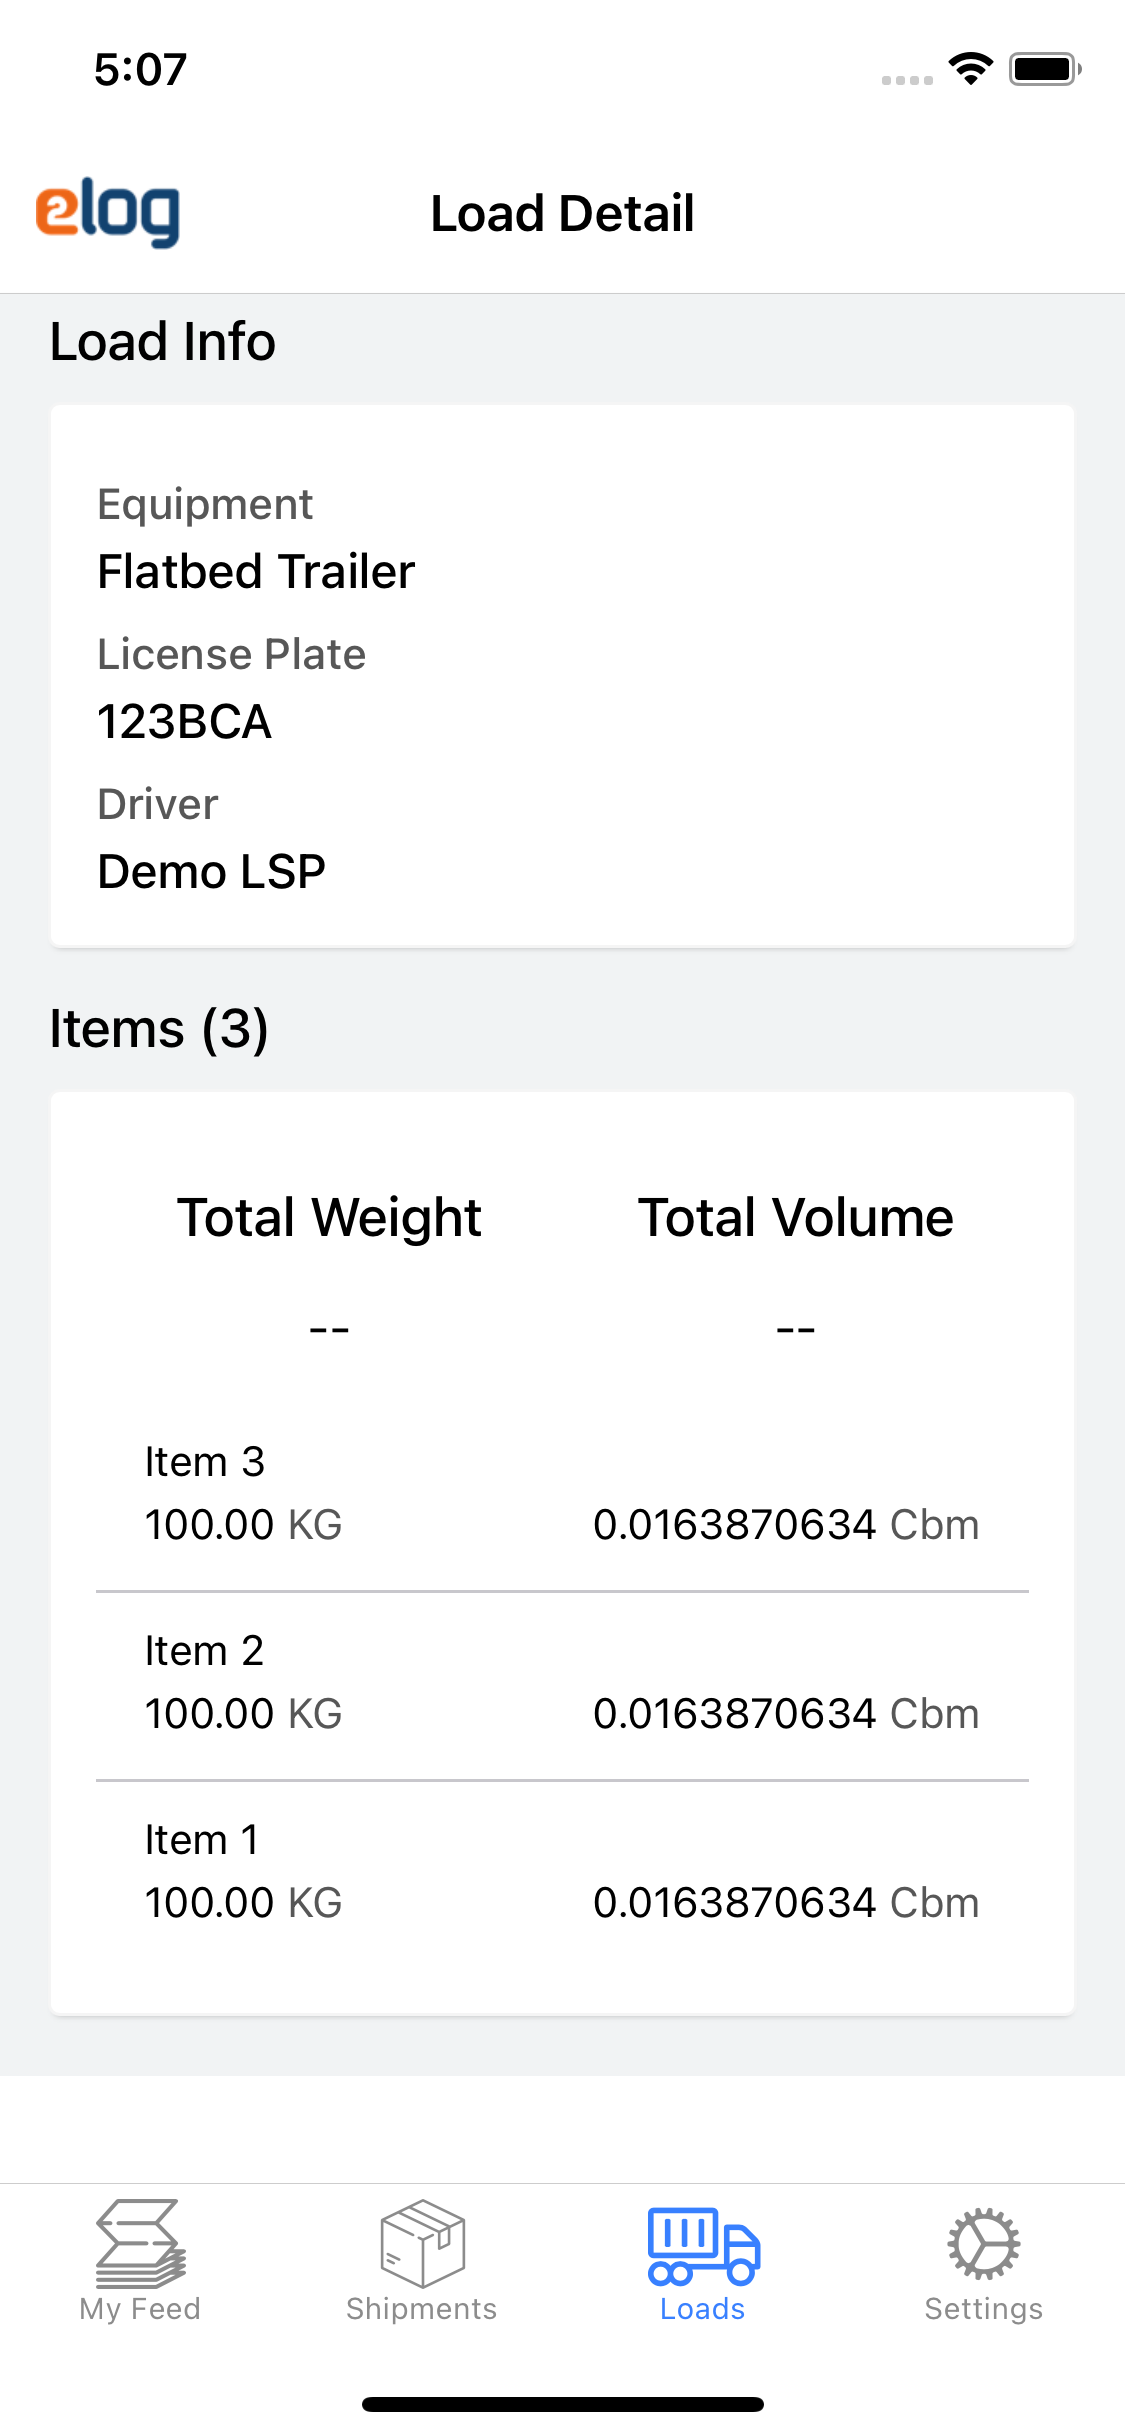 5:07
elog
Load Detail
Load Info
Equipment
Flatbed Trailer
License Plate
123BCA
Driver
Demo LSP
Items (3)
Total Weight Total Volume
-- --
Item 3
100.00 KG 0.0163870634 Cbm
Item 2
100.00 KG 0.0163870634 Cbm
Item 1
100.00 KG 0.0163870634 Cbm
My Feed Shipments Loads Settings